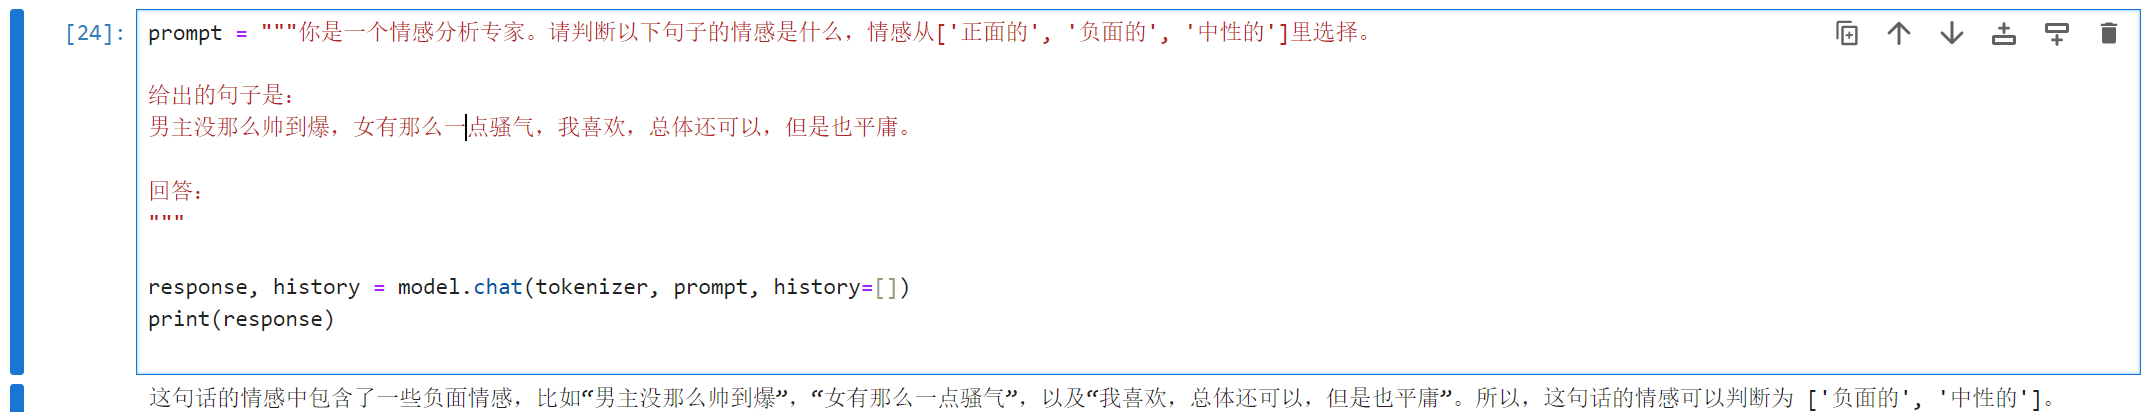 [24]: prompt = """你是一个情感分析专家。请判断以下句子的情感是什么，情感从['正面的', '负面的', '中性的']里选择。
给出的句子是：
男主没那么帅到爆，女有那么一点骚气，我喜欢，总体还可以，但是也平庸。
回答：
"""
response, history = model.chat(tokenizer, prompt, history=[])
print(response)
这句话的情感中包含了一些负面情感，比如“男主没那么帅到爆”，“女有那么一点骚气”，以及“我喜欢，总体还可以，但是也平庸”。所以，这句话的情感可以判断为 ['负面的', '中性的']。